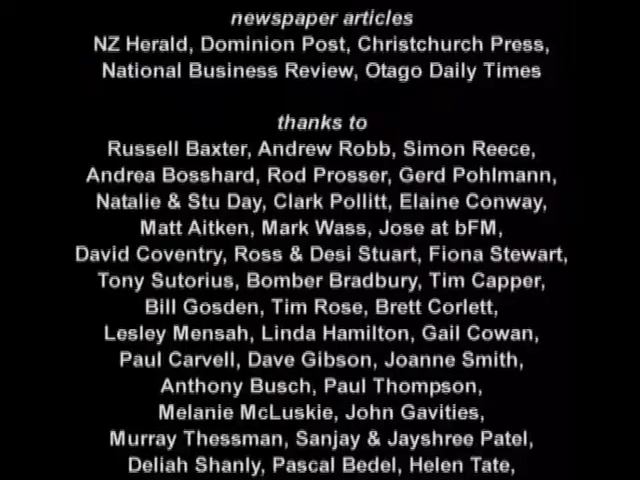 newspaper articles
NZ Herald, Dominion Post, Christchurch Press,
National Business Review, Otago Daily Times
thanks to
Russell Baxter, Andrew Robb, Simon Reece,
Andrea Bosshard, Rod Prosser, Gerd Pohlmann,
Natalie & Stu Day, Clark Pollitt, Elaine Conway,
Matt Aitken, Mark Wass, Jose at bFM,
David Coventry, Ross & Desi Stuart, Fiona Stewart,
Tony Sutorius, Bomber Bradbury, Tim Capper,
Bill Gosden, Tim Rose, Brett Corlett,
Lesley Mensah, Linda Hamilton, Gail Cowan,
Paul Carvell, Dave Gibson, Joanne Smith,
Anthony Busch, Paul Thompson,
Melanie McLuskie, John Gavities,
Murray Thessman, Sanjay & Jayshree Patel,
Deliah Shanly, Pascal Bedel, Helen Tate,